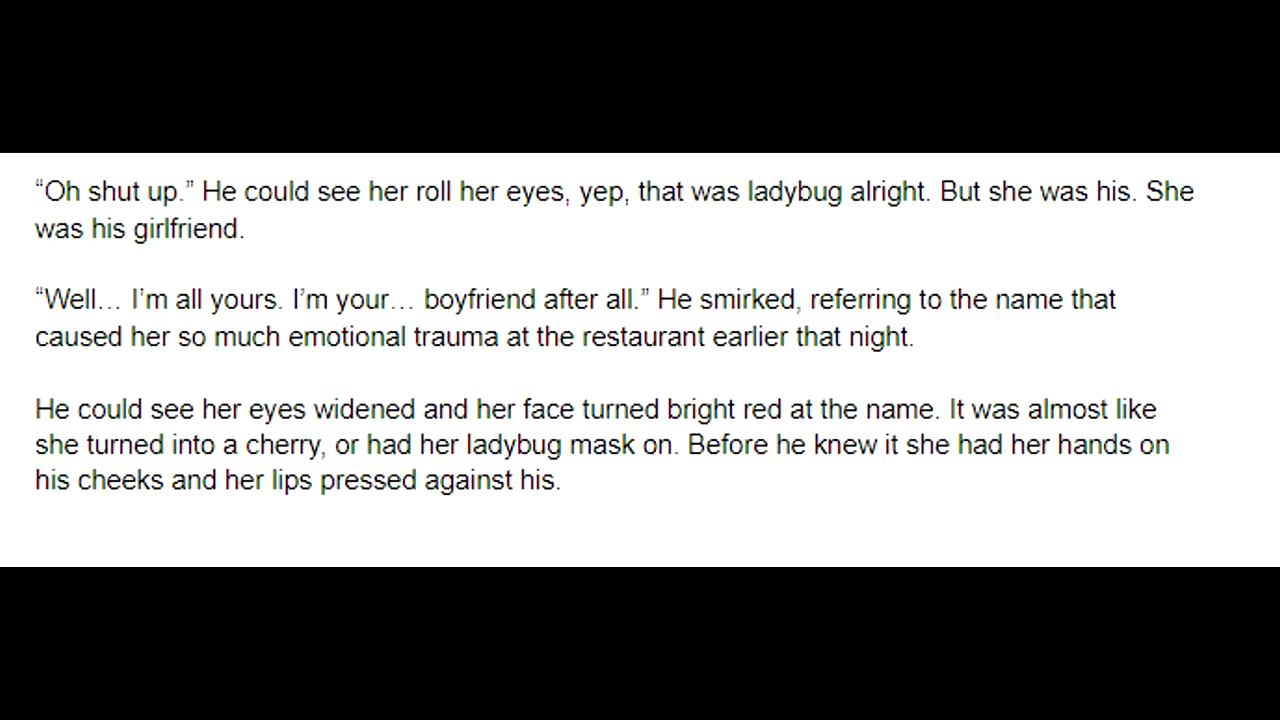 “Oh shut up.” He could see her roll her eyes, yep, that was ladybug alright. But she was his. She
was his girlfriend.
“Well… I’m all yours. I’m your… boyfriend after all.” He smirked, referring to the name that
caused her so much emotional trauma at the restaurant earlier that night.
He could see her eyes widened and her face turned bright red at the name. It was almost like
she turned into a cherry, or had her ladybug mask on. Before he knew it she had her hands on
his cheeks and her lips pressed against his.